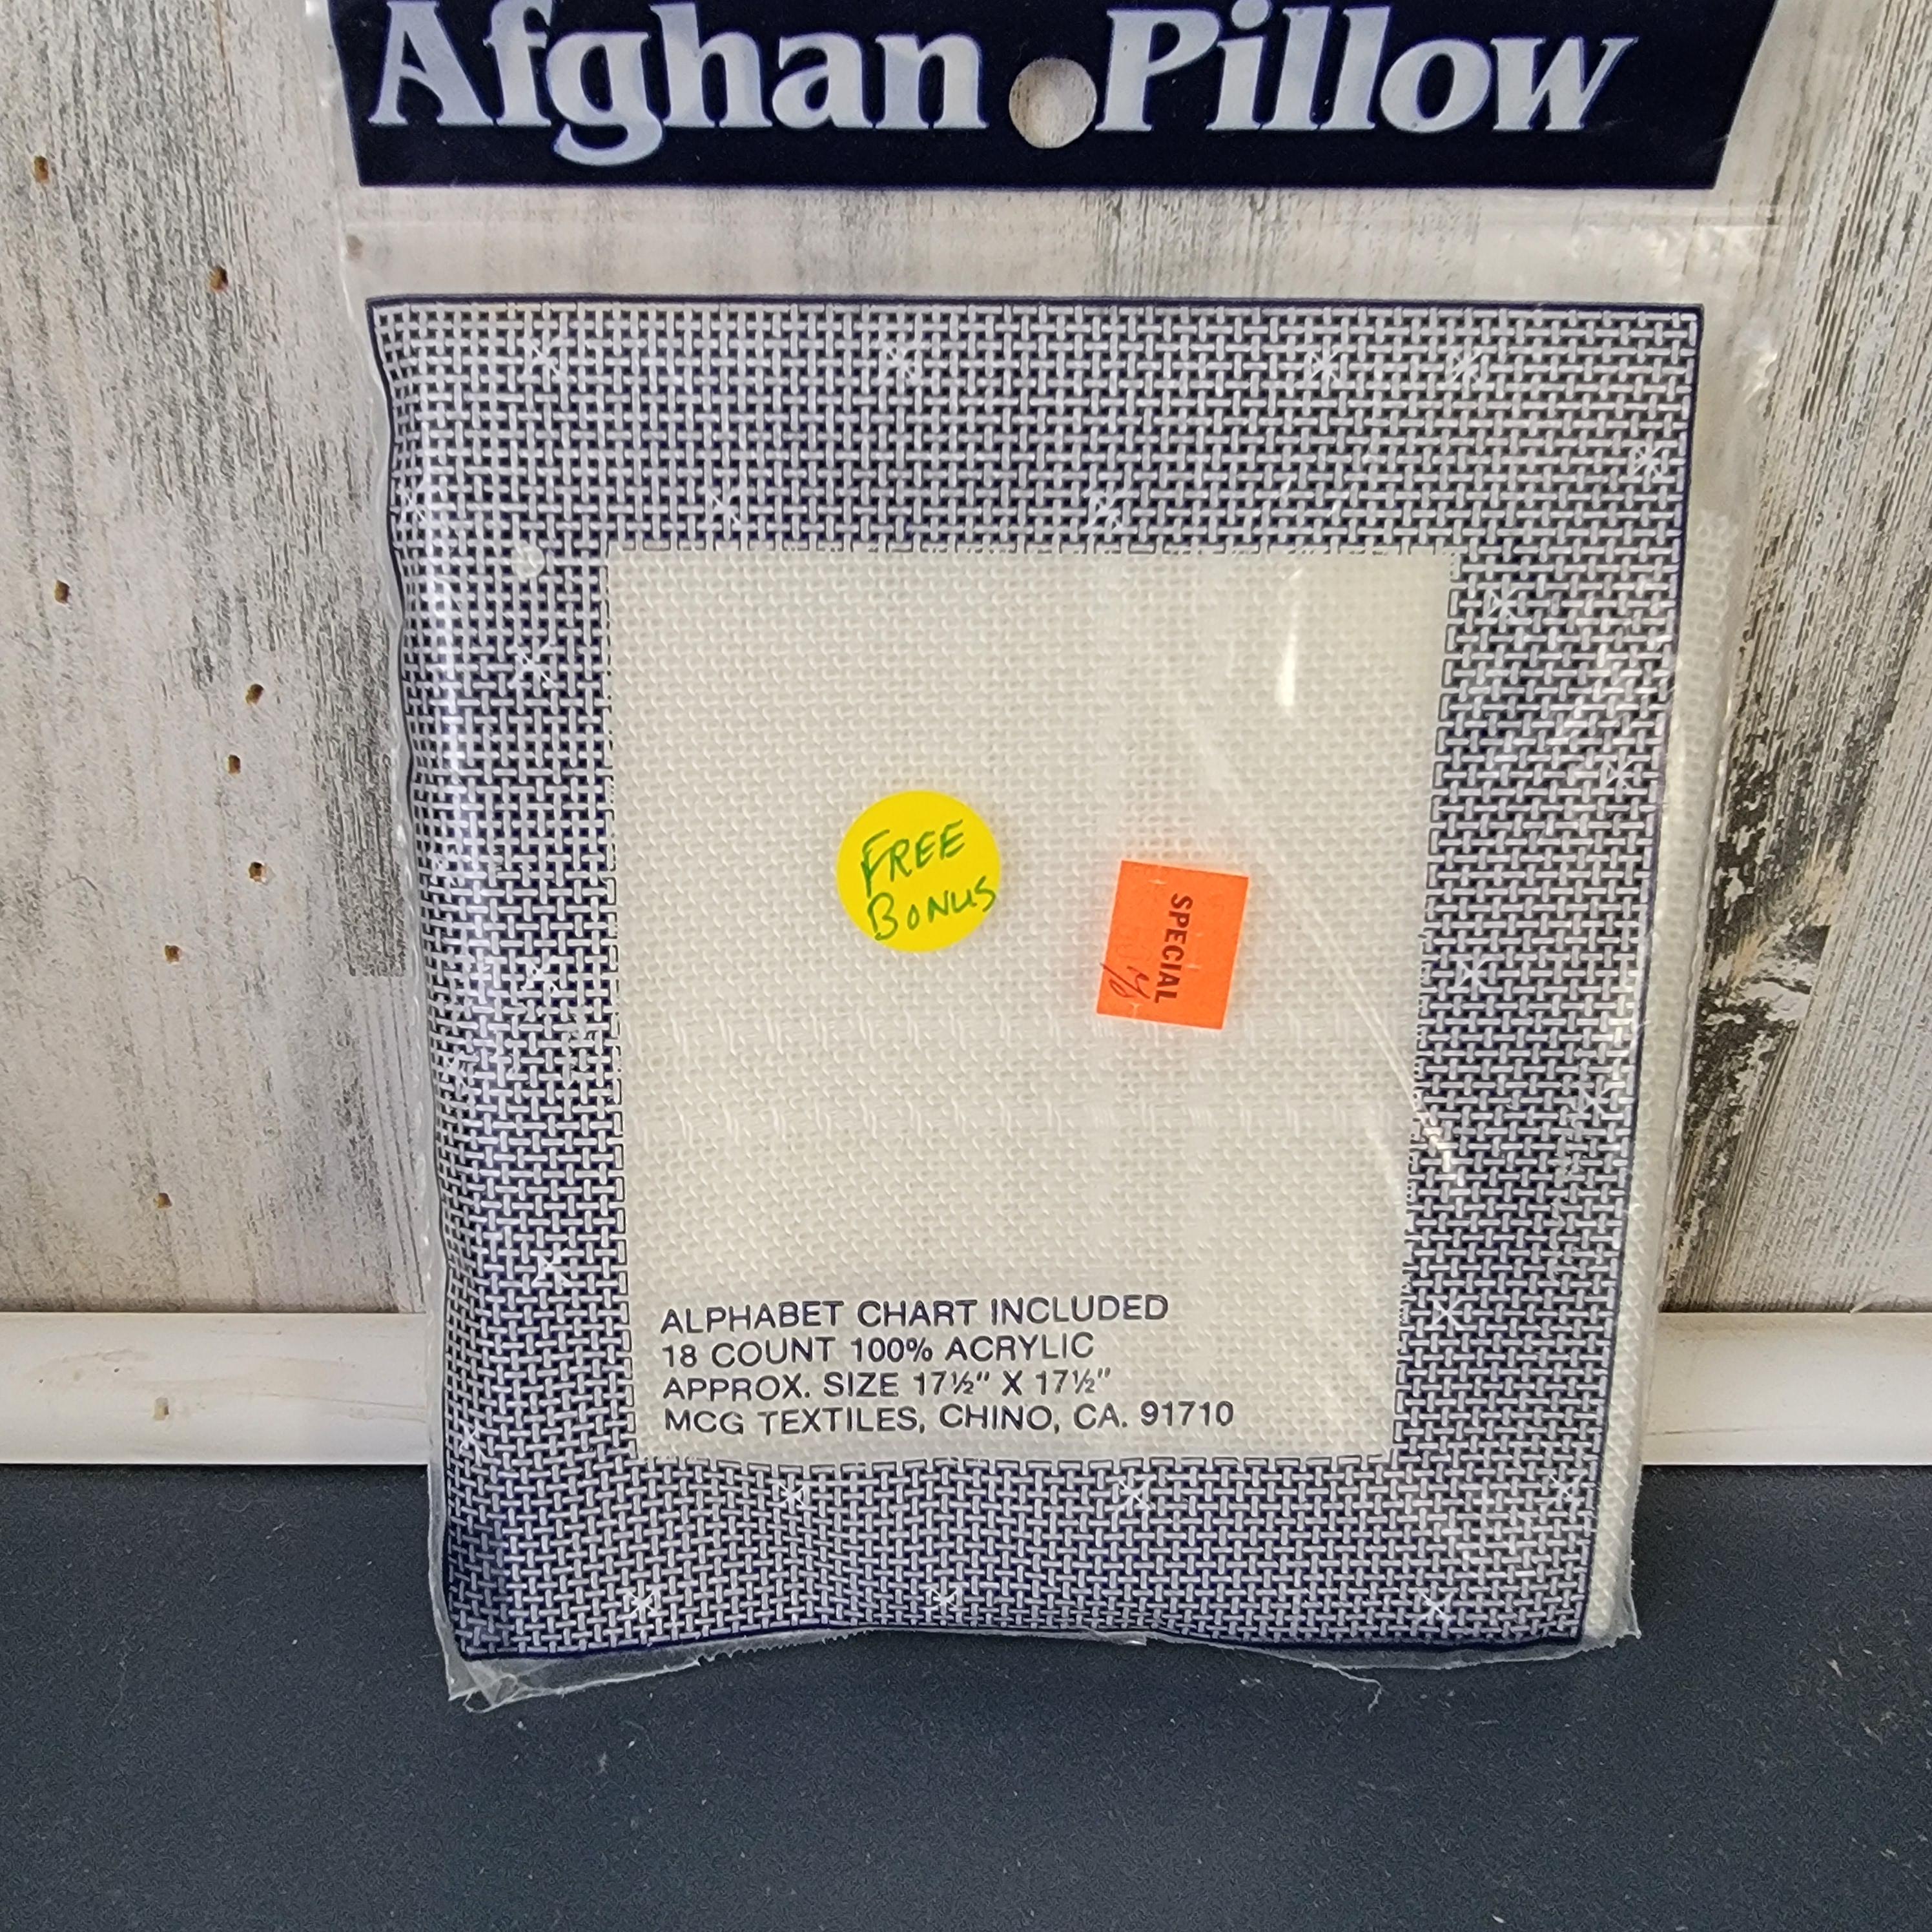 Afghan Pillow
FREE
BONUS
SPECIAL
ALPHABET CHART INCLUDED
18 COUNT 100% ACRYLIC
APPROX. SIZE 17½" X 17½"
MCG TEXTILES, CHINO, CA. 91710